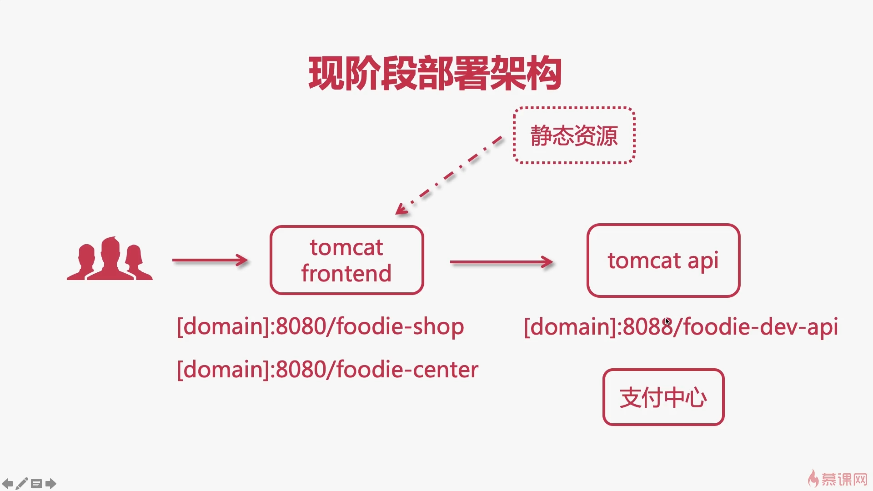 现阶段部署架构
静态资源
tomcat
frontend
tomcat api
[domain]:8080/foodie-shop
[domain]:8088/foodie-dev-api
[domain]:8080/foodie-center
支付中心
慕课网